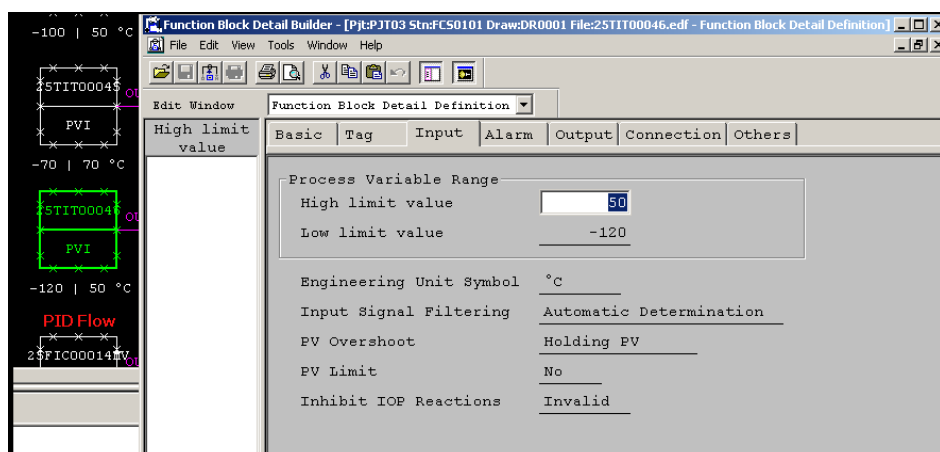 -100 | 50 °C
Function Block Detail Builder - [Pjt:PJT03 Stn:FCS0101 Draw:DR0001 File:25TIT00046.edf - Function Block Detail Definition]
File Edit View Tools Window Help
25TIT00045
Edit Window
Function Block Detail Definition
PVI
High limit value
Basic Tag Input Alarm Output Connection Others
-70 | 70 °C
Process Variable Range
High limit value 50
25TIT00046
Low limit value -120
PVI
Engineering Unit Symbol °C
-120 | 50 °C
Input Signal Filtering Automatic Determination
PID Flow
PV Overshoot Holding PV
25FIC00014MV
PV Limit No
Inhibit IOP Reactions Invalid